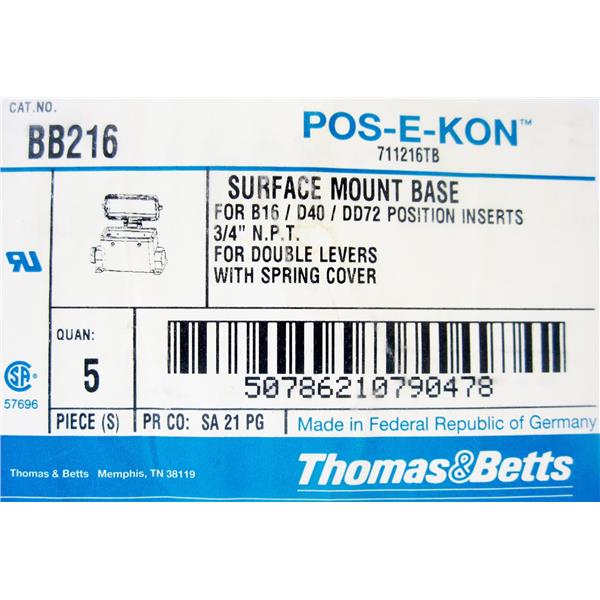 CAT.NO.
BB216
POS-E-KON™
711216TB
SURFACE MOUNT BASE
FOR B16 / D40 / DD72 POSITION INSERTS
3/4" N.P.T.
FOR DOUBLE LEVERS
WITH SPRING COVER
RU
QUAN:
5
50786210790478
SA
57696
PIECE (S)
PR CO: SA 21 PG
Made in Federal Republic of Germany
Thomas & Betts Memphis, TN 38119
Thomas&Betts